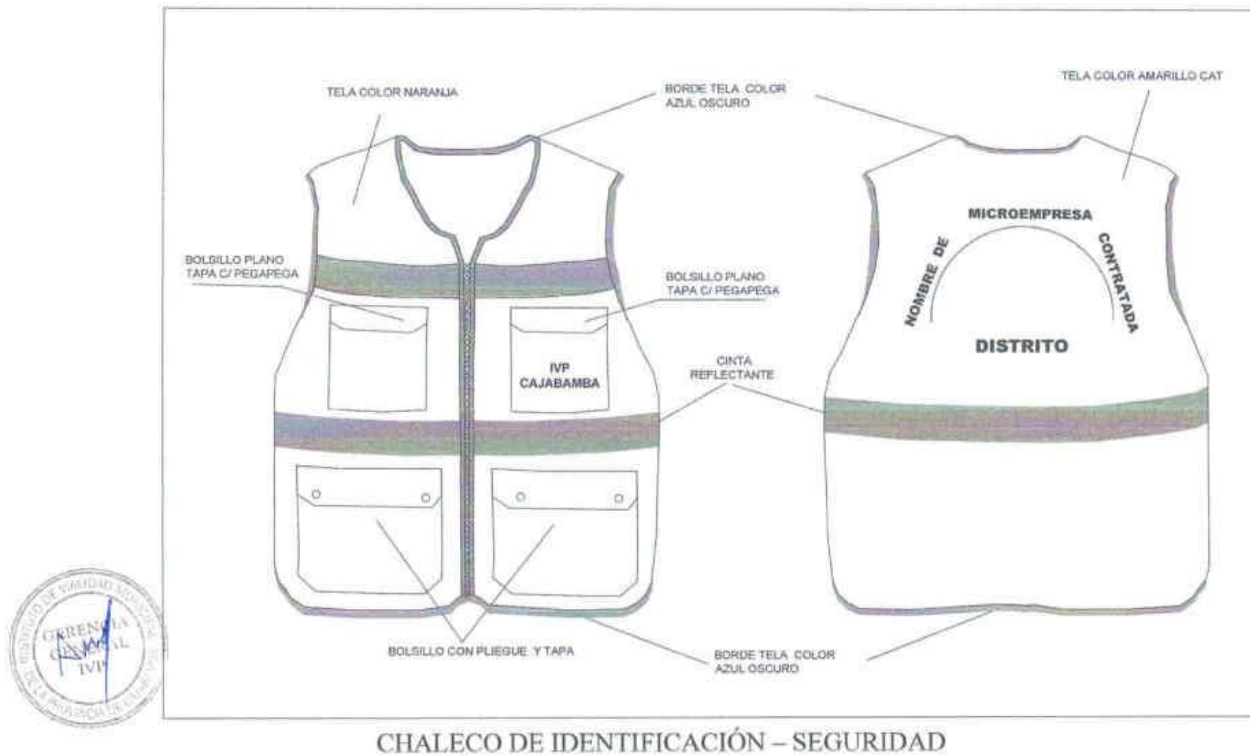 TELA COLOR NARANJA
BORDE TELA COLOR
AZUL OSCURO
TELA COLOR AMARILLO CAT
BOLSILLO PLANO
TAPA C/ PEGAPEGA
BOLSILLO PLANO
TAPA C/ PEGAPEGA
IVP
CAJABAMBA
NOMBRE DE MICROEMPRESA CONTRATADA
DISTRITO
CINTA
REFLECTANTE
BOLSILLO CON PLIEGUE Y TAPA
BORDE TELA COLOR
AZUL OSCURO
GERENCIA
GENERAL
IVP
CHALECO DE IDENTIFICACIÓN – SEGURIDAD